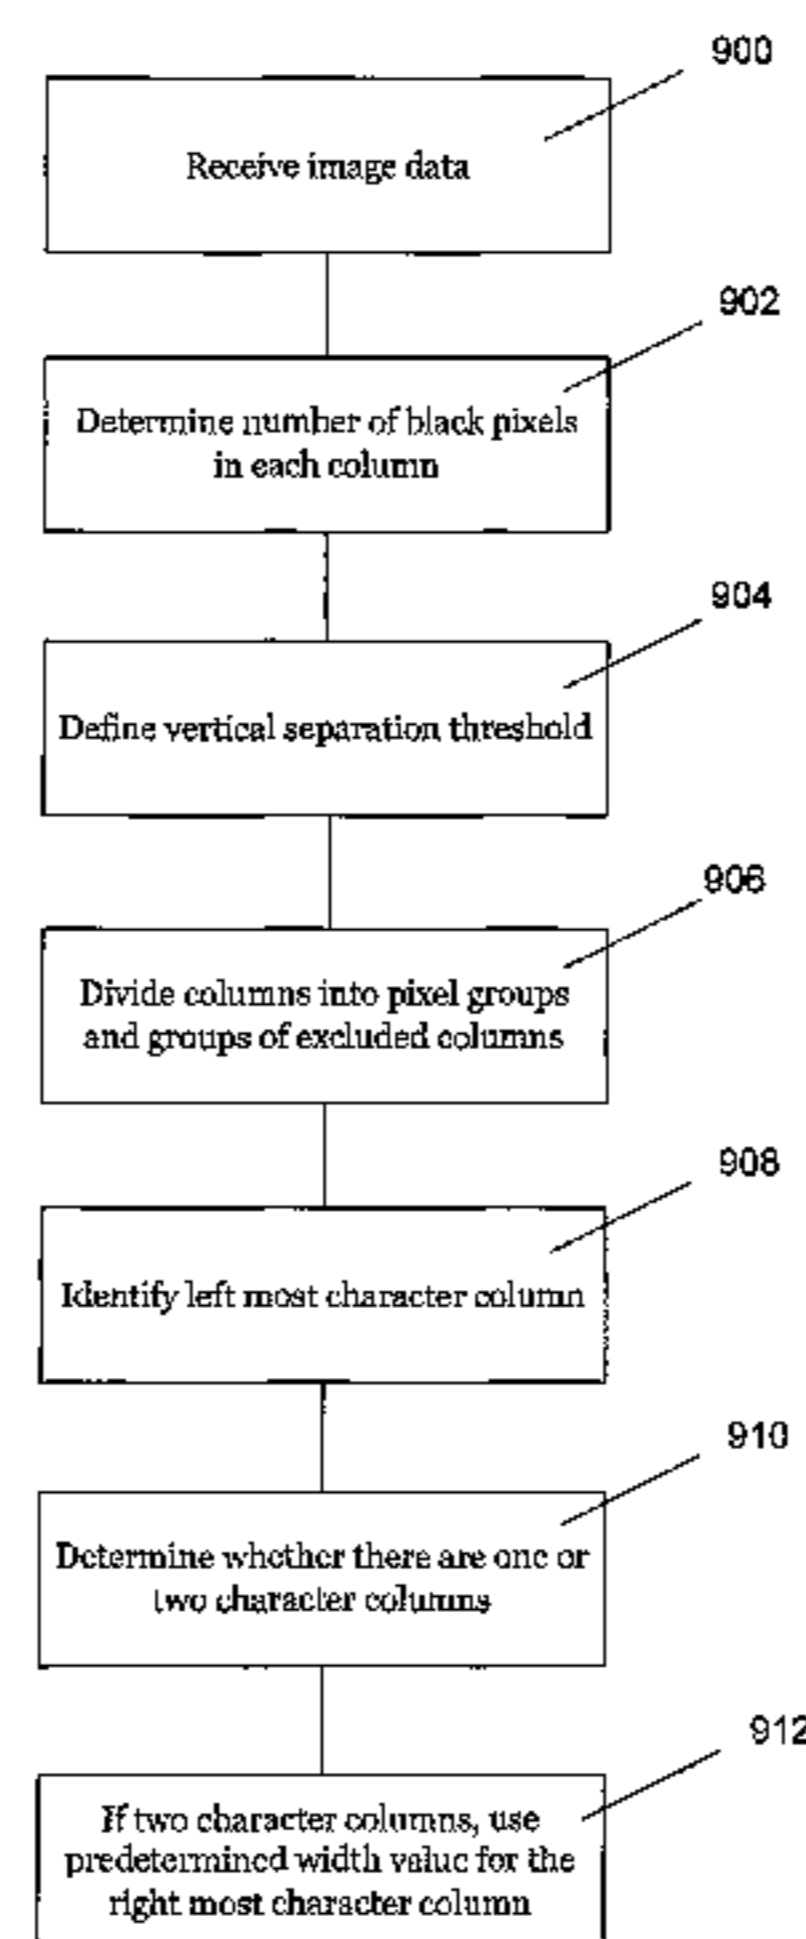 900
Receive image data
902
Determine number of black pixels
in each column
904
Define vertical separation threshold
906
Divide columns into pixel groups
and groups of excluded columns
908
Identify left most character column
910
Determine whether there are one or
two character columns
912
If two character columns, use
predetermined width value for the
right most character column